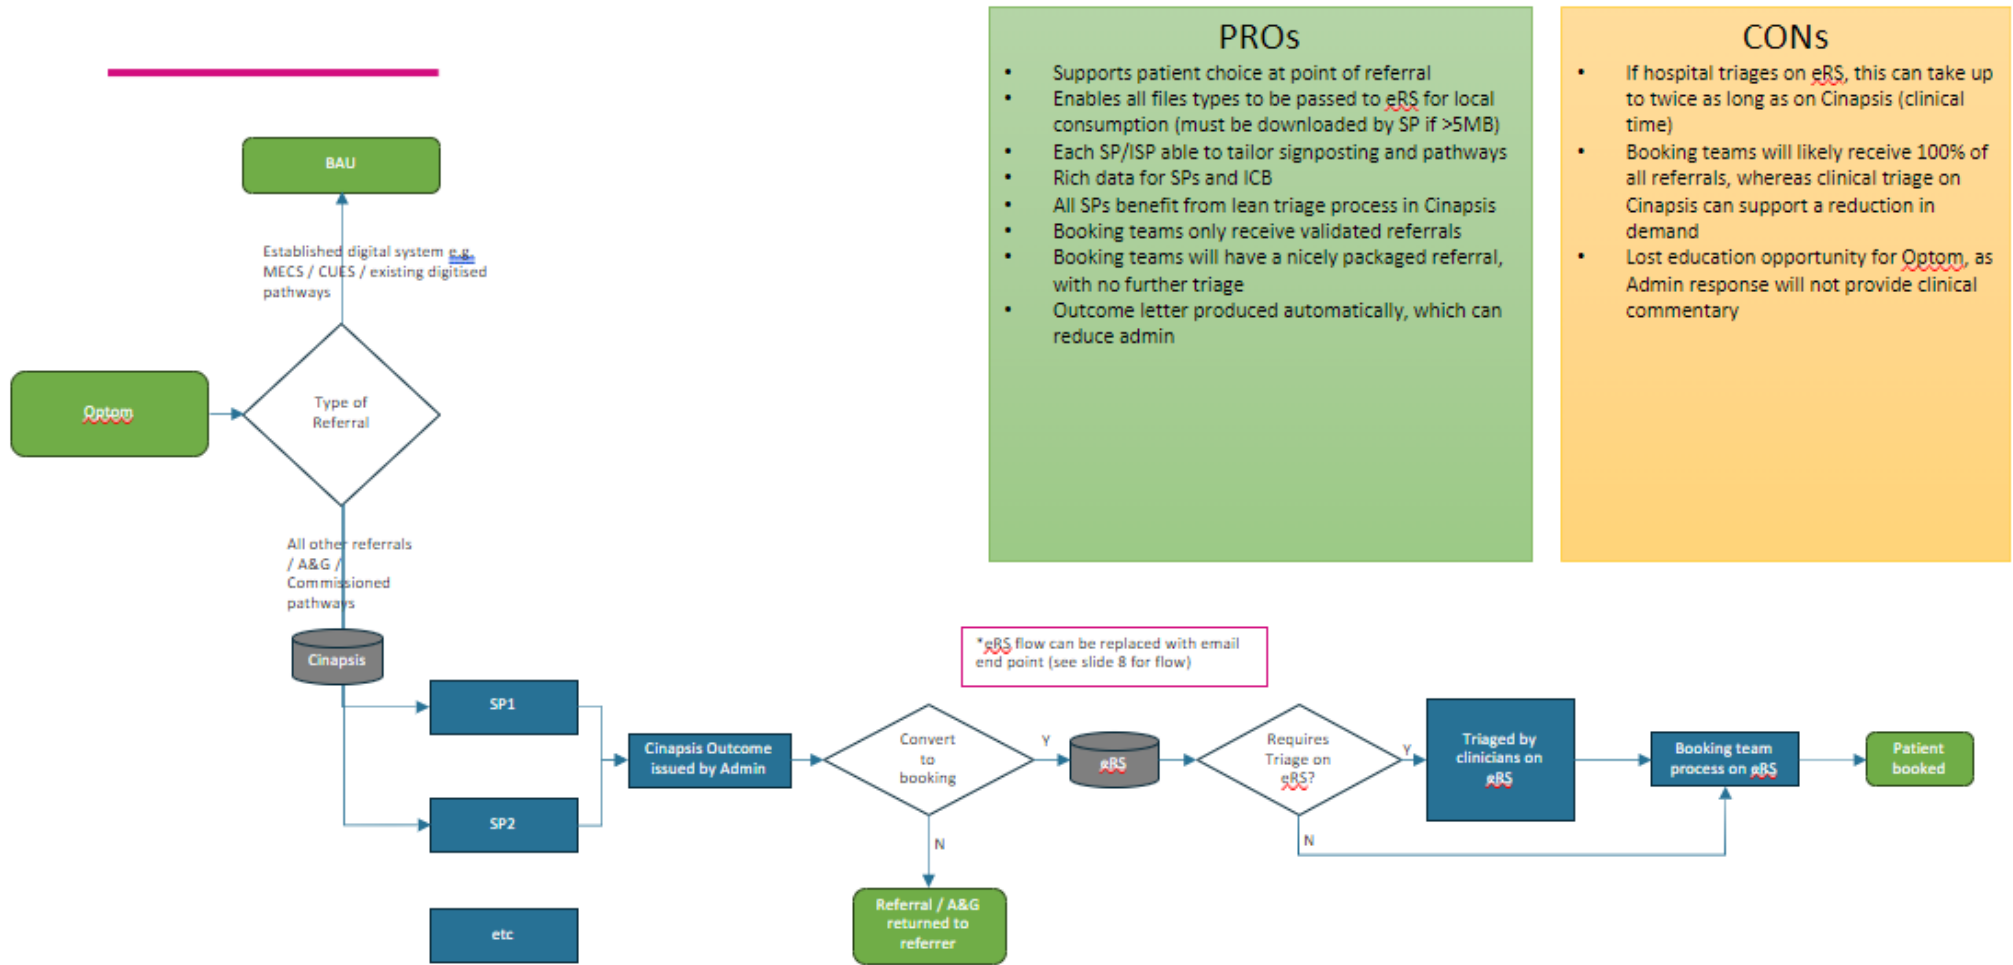 PROs
• Supports patient choice at point of referral
• Enables all files types to be passed to eRS for local
consumption (must be downloaded by SP if >5MB)
• Each SP/ISP able to tailor signposting and pathways
• Rich data for SPs and ICB
• All SPs benefit from lean triage process in Cinapsis
• Booking teams only receive validated referrals
• Booking teams will have a nicely packaged referral,
with no further triage
• Outcome letter produced automatically, which can
reduce admin
CONs
• If hospital triages on eRS, this can take up
to twice as long as on Cinapsis (clinical
time)
• Booking teams will likely receive 100% of
all referrals, whereas clinical triage on
Cinapsis can support a reduction in
demand
• Lost education opportunity for Optom, as
Admin response will not provide clinical
commentary
BAU
Established digital system e.g.
MECS / CUES / existing digitised
pathways
Optom
Type of
Referral
All other referrals
/ A&G /
Commissioned
pathways
Cinapsis
*eRS flow can be replaced with email
end point (see slide 8 for flow)
SP1
SP2
etc
Cinapsis Outcome
issued by Admin
Convert
to
booking
Y
N
Referral / A&G
returned to
referrer
eRS
Requires
Triage on
eRS?
Y
N
Triaged by
clinicians on
eRS
Booking team
process on eRS
Patient
booked